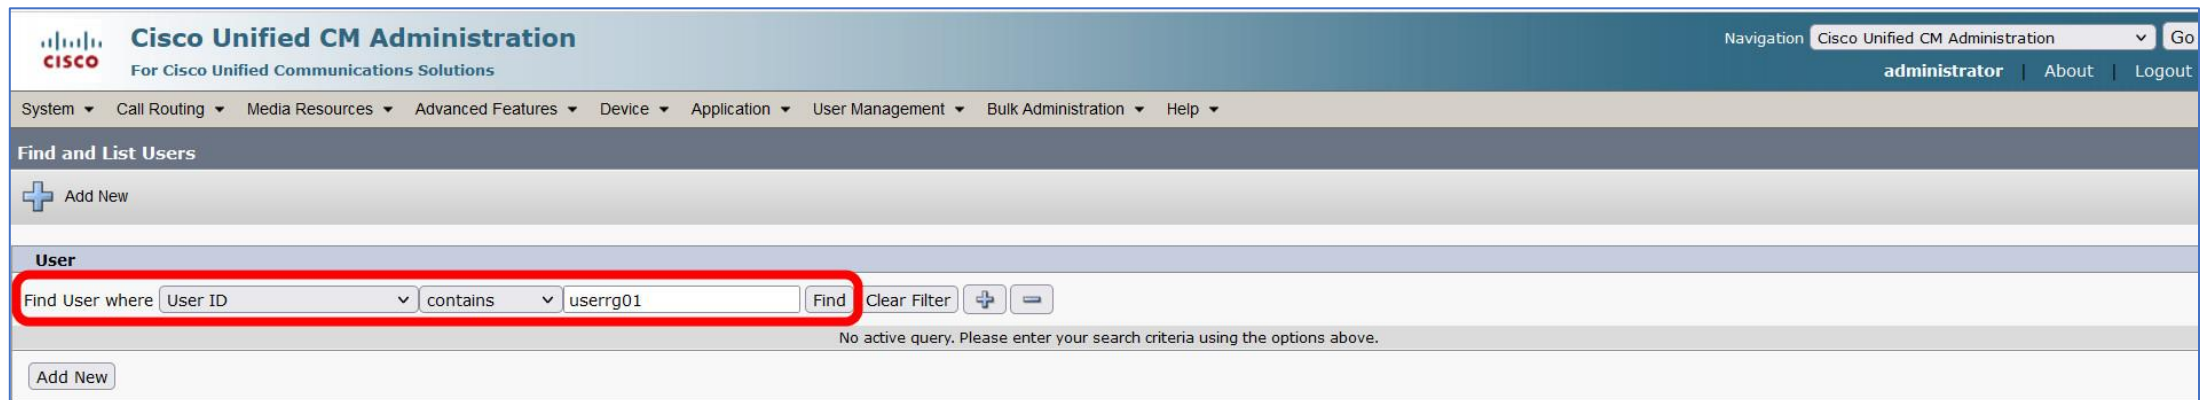 Cisco Unified CM Administration
Navigation Cisco Unified CM Administration Go
CISCO
For Cisco Unified Communications Solutions
administrator | About | Logout
System Call Routing Media Resources Advanced Features Device Application User Management Bulk Administration Help
Find and List Users
Add New
User
Find User where User ID contains userrg01 Find Clear Filter
No active query. Please enter your search criteria using the options above.
Add New